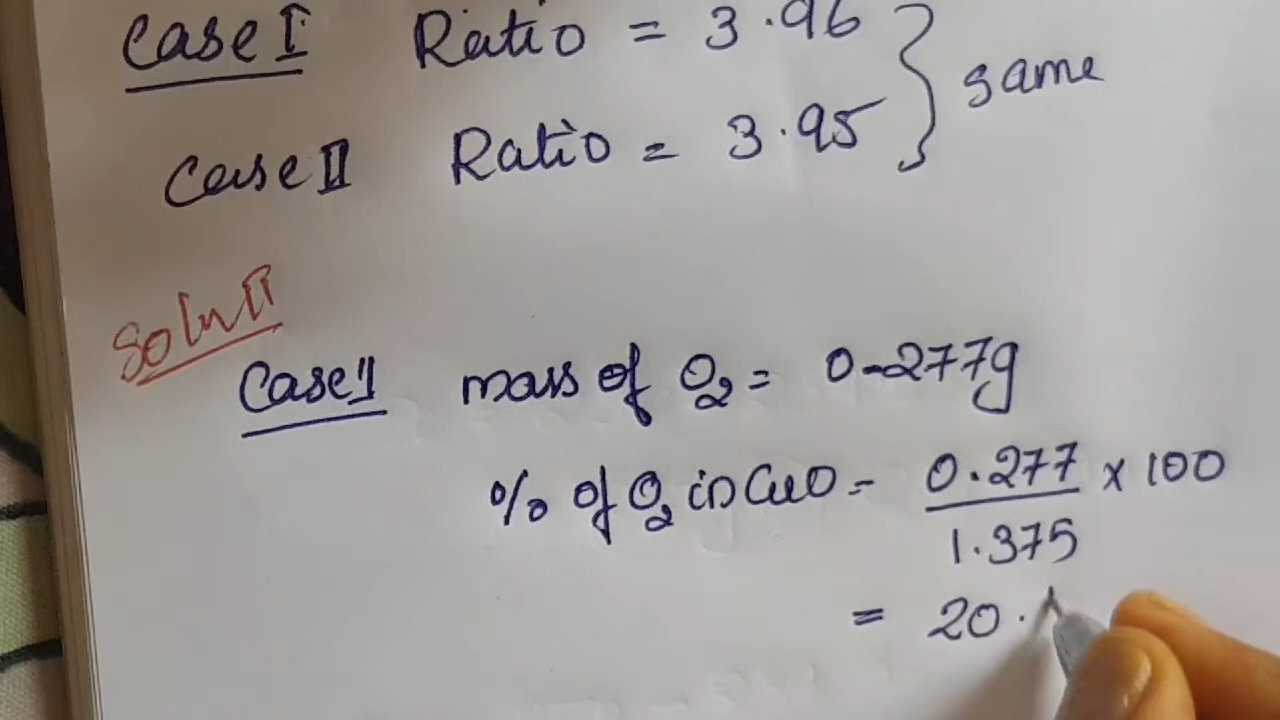 Case I Ratio = 3.96
Case II Ratio = 3.95 } same
Soln II
Case I mass of O2 = 0.277g
% of O2 in CuO = 0.277 × 100
1.375
= 20.